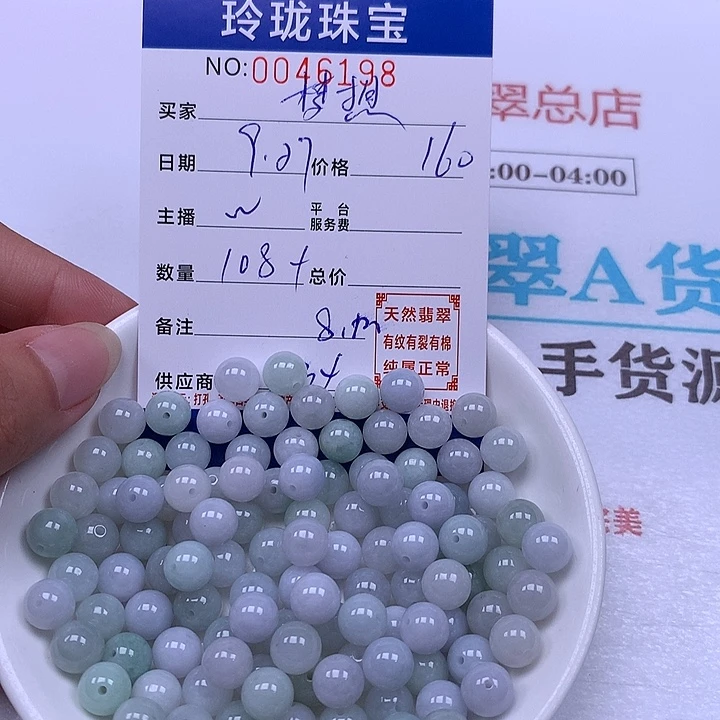 玲珑珠宝
NO:0046198
买家
日期 9.27 价格 160
主播 平台服务费
数量 108 总价
备注 8.
供应商
天然翡翠
有纹有裂有棉
纯属正常
翠总店
:00-04:00
翠A货
手货派
完美